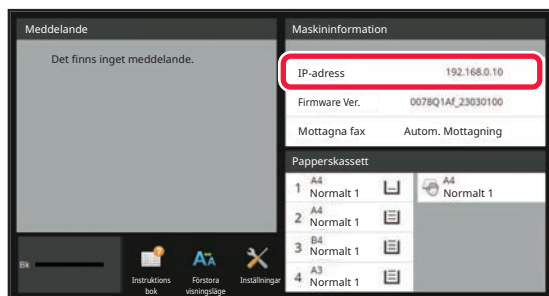 Meddelande
Det finns inget meddelande.
Maskininformation
IP-adress 192.168.0.10
Firmware Ver. 0078Q1Af_23030100
Mottagna fax Autom. Mottagning
Papperskassett
1 A4 Normalt 1
A4 Normalt 1
2 A4 Normalt 1
3 B4 Normalt 1
4 A3 Normalt 1
Bk
Instruktions
bok
Förstora
visningsläge
Inställningar